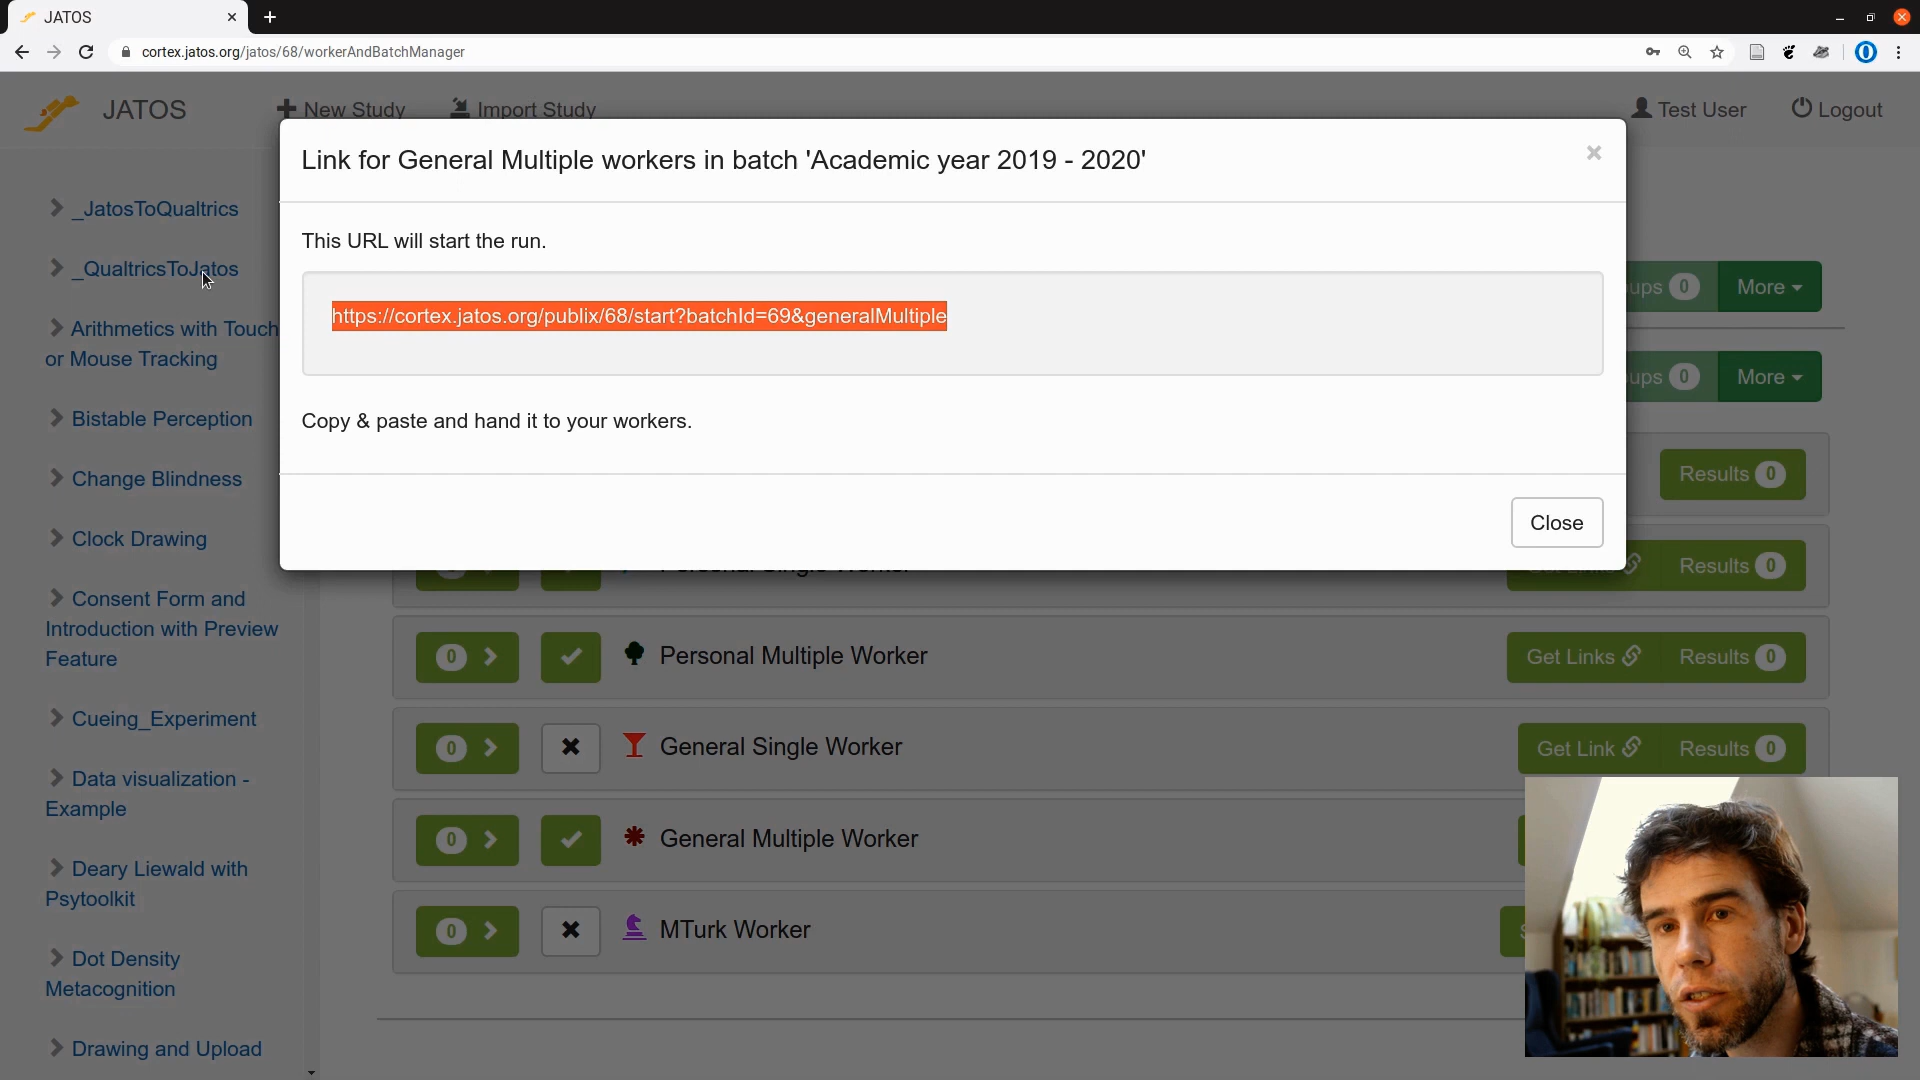 JATOS
cortex.jatos.org/jatos/68/workerAndBatchManager
JATOS
New Study
Import Study
Test User
Logout
Link for General Multiple workers in batch 'Academic year 2019 - 2020'
This URL will start the run.
https://cortex.jatos.org/publix/68/start?batchId=69&generalMultiple
Copy & paste and hand it to your workers.
Close
_JatosToQualtrics
_QualtricsToJatos
Arithmetics with Touch
or Mouse Tracking
Bistable Perception
Change Blindness
Clock Drawing
Consent Form and
Introduction with Preview
Feature
Cueing_Experiment
Data visualization -
Example
Deary Liewald with
Psytoolkit
Dot Density
Metacognition
Drawing and Upload
0 More
0 More
Results 0
Results 0
0 Personal Multiple Worker Get Links Results 0
0 General Single Worker Get Link Results 0
0 General Multiple Worker
0 MTurk Worker